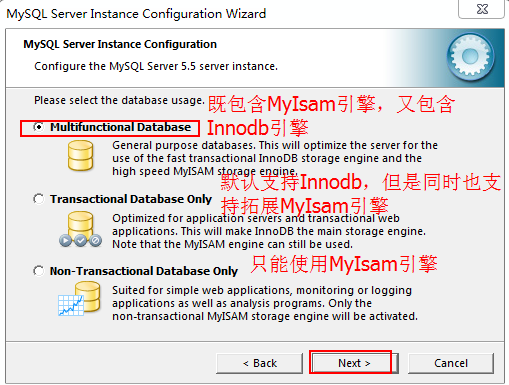 MySQL Server Instance Configuration Wizard
MySQL Server Instance Configuration
Configure the MySQL Server 5.5 server instance.
Please select the database usage.
既包含MyIsam引擎，又包含
Innodb引擎
Multifunctional Database
General purpose databases. This will optimize the server for the
use of the fast transactional InnoDB storage engine and the
high speed MyISAM storage engine.
默认支持Innodb，但是同时也支
持拓展MyIsam引擎
Transactional Database Only
Optimized for application servers and transactional web
applications. This will make InnoDB the main storage engine.
Note that the MyISAM engine can still be used.
只能使用MyIsam引擎
Non-Transactional Database Only
Suited for simple web applications, monitoring or logging
applications as well as analysis programs. Only the
non-transactional MyISAM storage engine will be activated.
< Back
Next >
Cancel